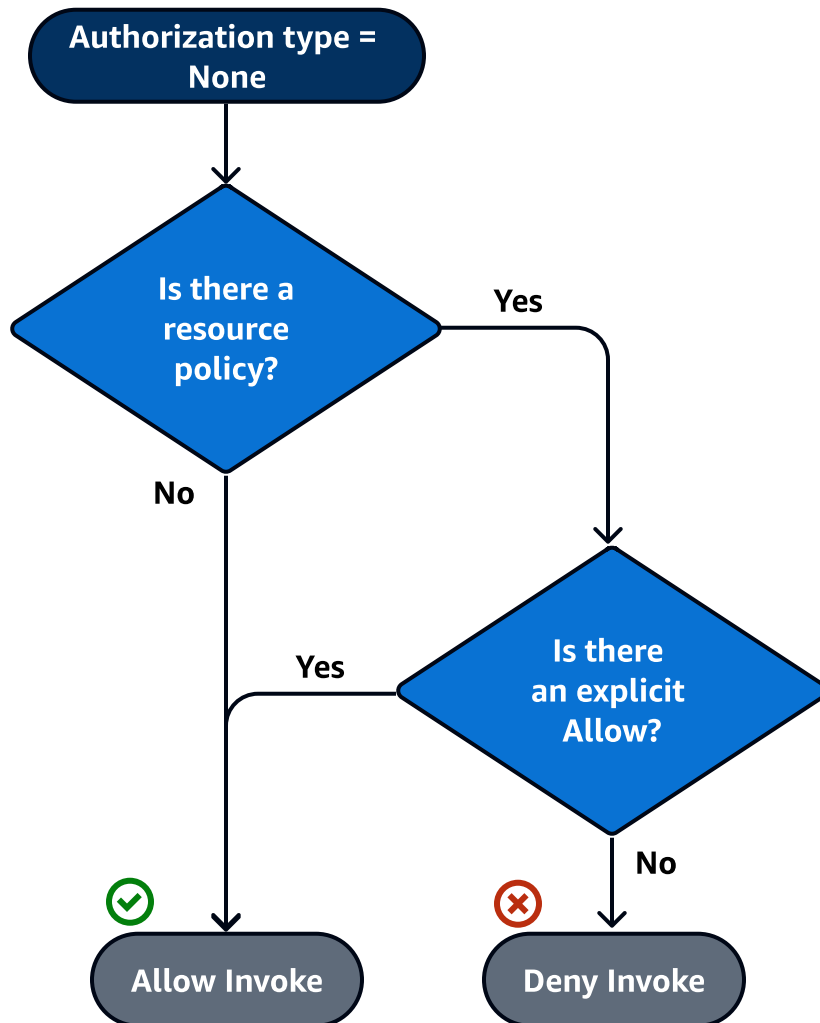 Authorization type =
None
Is there a
resource
policy?
Yes
No
Is there
an explicit
Allow?
Yes
No
Allow Invoke
Deny Invoke